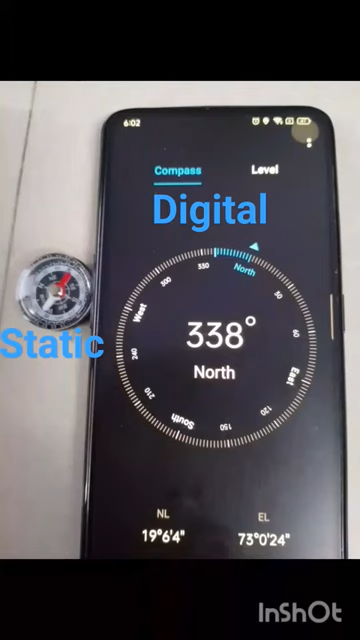 6:02
Compass Level
Digital
330 North 30
300
60
West
338°
North
East
240
Static
210
120
South
150
NL EL
19°6'4" 73°0'24"
InShOt